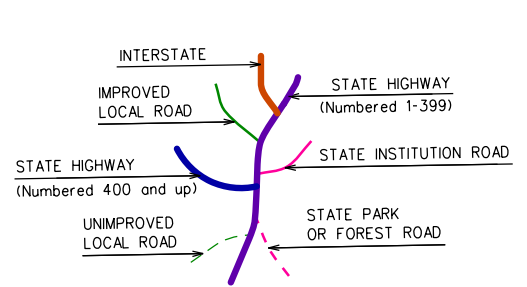 INTERSTATE
STATE HIGHWAY
(Numbered 1-399)
IMPROVED
LOCAL ROAD
STATE INSTITUTION ROAD
STATE HIGHWAY
(Numbered 400 and up)
STATE PARK
OR FOREST ROAD
UNIMPROVED
LOCAL ROAD